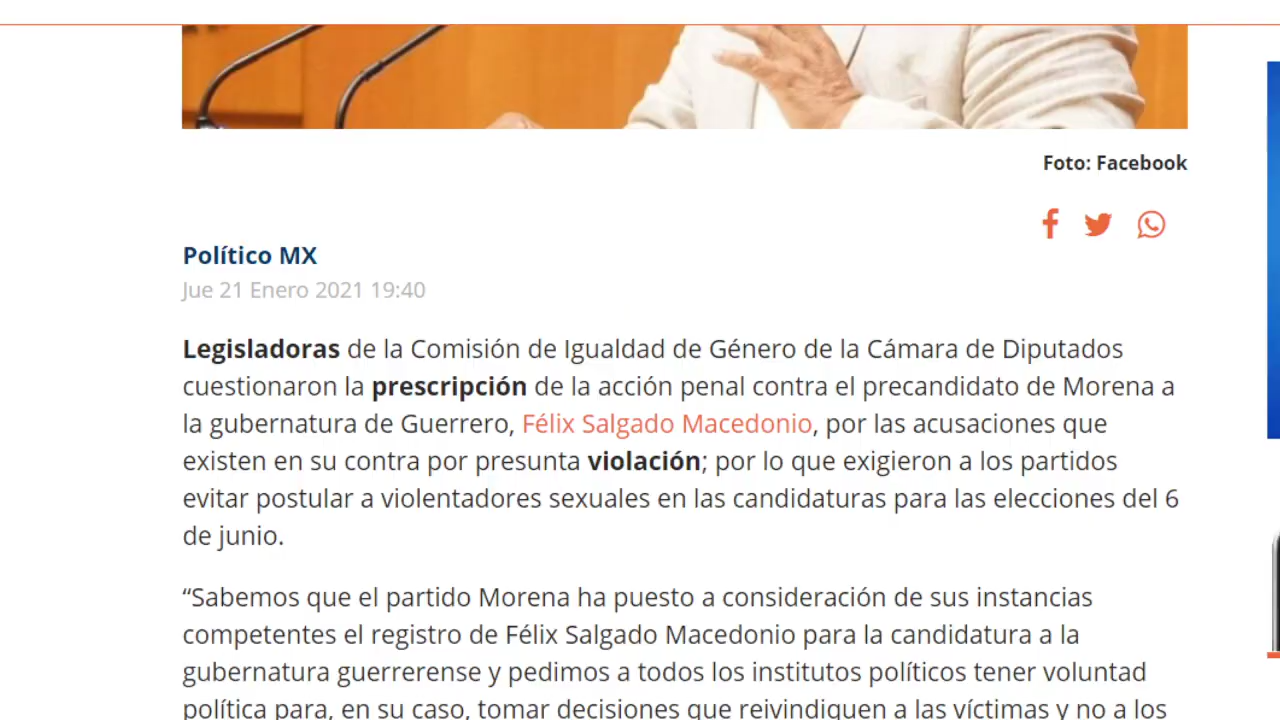 Foto: Facebook
Político MX
Jue 21 Enero 2021 19:40
Legisladoras de la Comisión de Igualdad de Género de la Cámara de Diputados
cuestionaron la prescripción de la acción penal contra el precandidato de Morena a
la gubernatura de Guerrero, Félix Salgado Macedonio, por las acusaciones que
existen en su contra por presunta violación; por lo que exigieron a los partidos
evitar postular a violentadores sexuales en las candidaturas para las elecciones del 6
de junio.
“Sabemos que el partido Morena ha puesto a consideración de sus instancias
competentes el registro de Félix Salgado Macedonio para la candidatura a la
gubernatura guerrerense y pedimos a todos los institutos políticos tener voluntad
política para, en su caso, tomar decisiones que reivindiquen a las víctimas y no a los